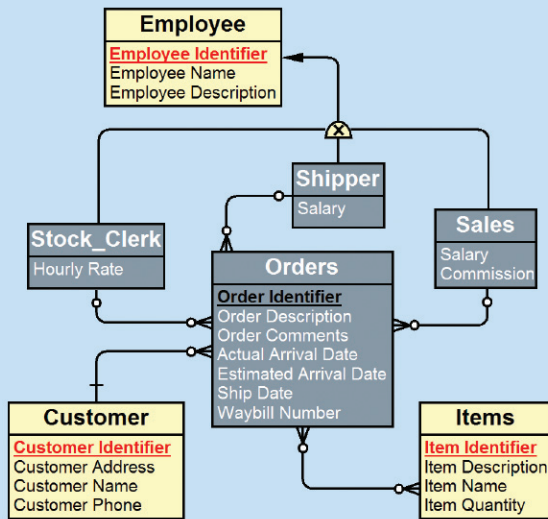 Employee
Employee Identifier
Employee Name
Employee Description
X
Shipper
Salary
Stock_Clerk
Hourly Rate
Sales
Salary
Commission
Orders
Order Identifier
Order Description
Order Comments
Actual Arrival Date
Estimated Arrival Date
Ship Date
Waybill Number
Customer
Customer Identifier
Customer Address
Customer Name
Customer Phone
Items
Item Identifier
Item Description
Item Name
Item Quantity